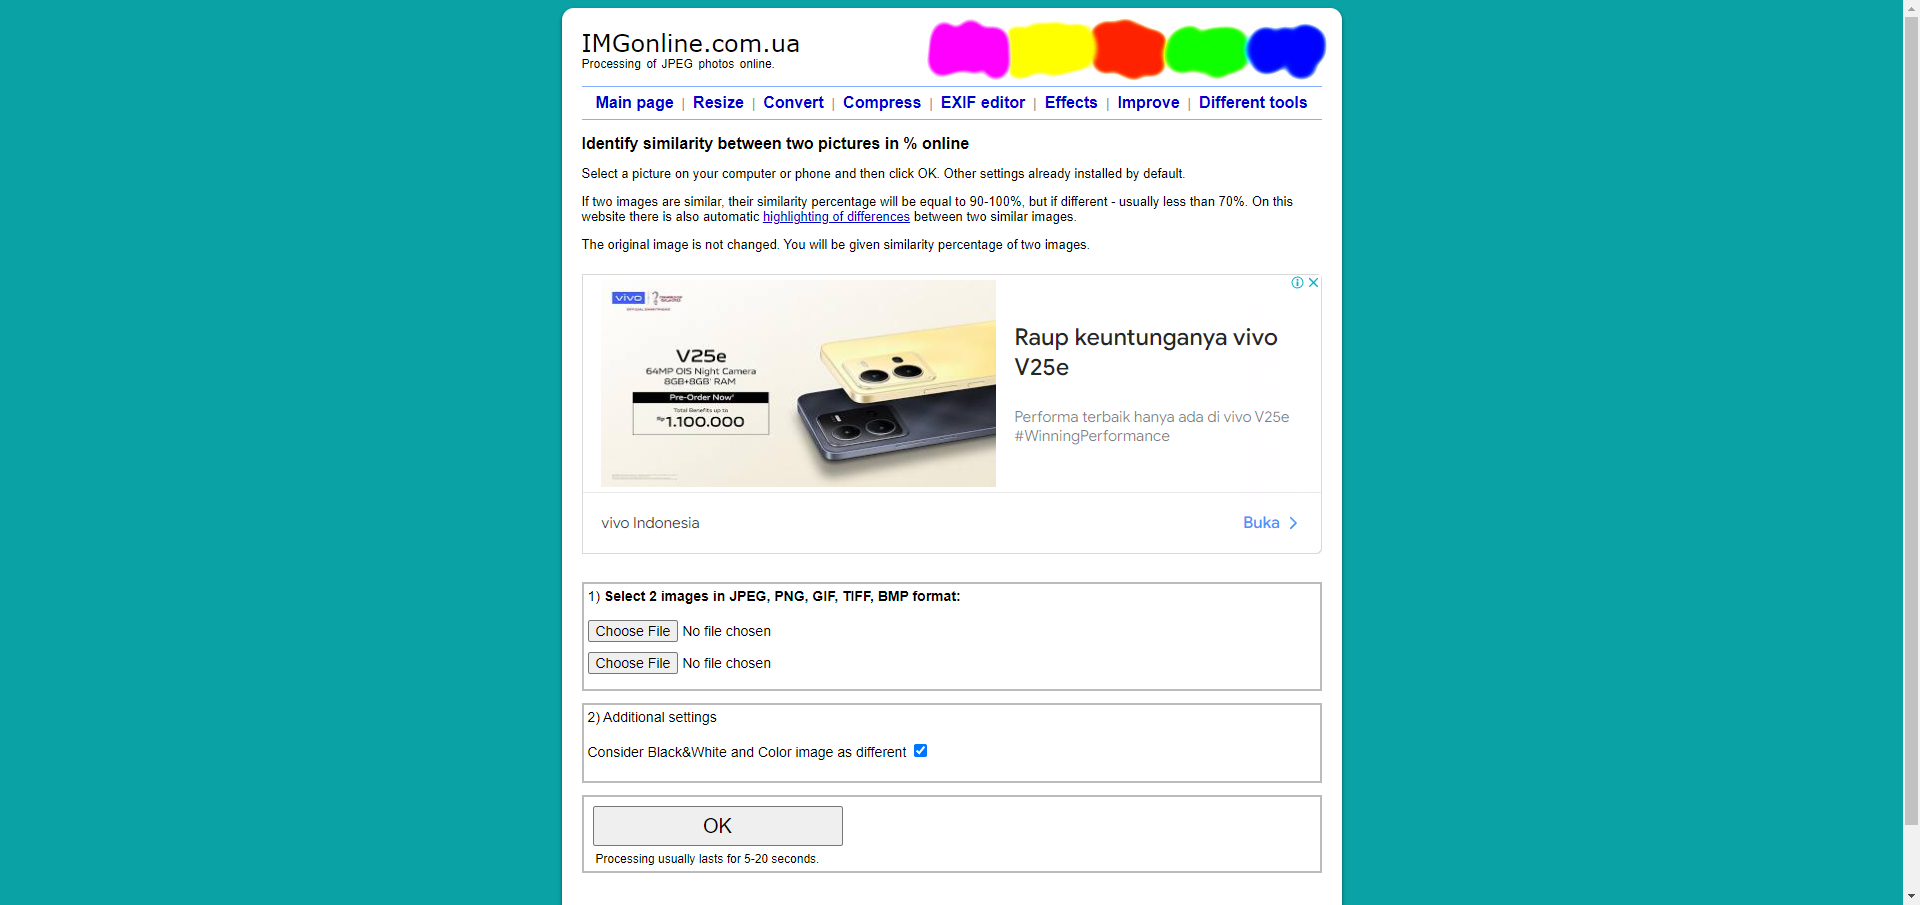 IMGonline.com.ua
Processing of JPEG photos online.
Main page | Resize | Convert | Compress | EXIF editor | Effects | Improve | Different tools
Identify similarity between two pictures in % online
Select a picture on your computer or phone and then click OK. Other settings already installed by default.
If two images are similar, their similarity percentage will be equal to 90-100%, but if different - usually less than 70%. On this
website there is also automatic highlighting of differences between two similar images.
The original image is not changed. You will be given similarity percentage of two images.
vivo
V25e
64MP OIS Night Camera
8GB+8GB¹ RAM
Pre-Order Now*
Total Benefits up to
Rp1.100.000
Raup keuntunganya vivo
V25e
Performa terbaik hanya ada di vivo V25e
#WinningPerformance
vivo Indonesia
Buka
1) Select 2 images in JPEG, PNG, GIF, TIFF, BMP format:
Choose File No file chosen
Choose File No file chosen
2) Additional settings
Consider Black&White and Color image as different
OK
Processing usually lasts for 5-20 seconds.